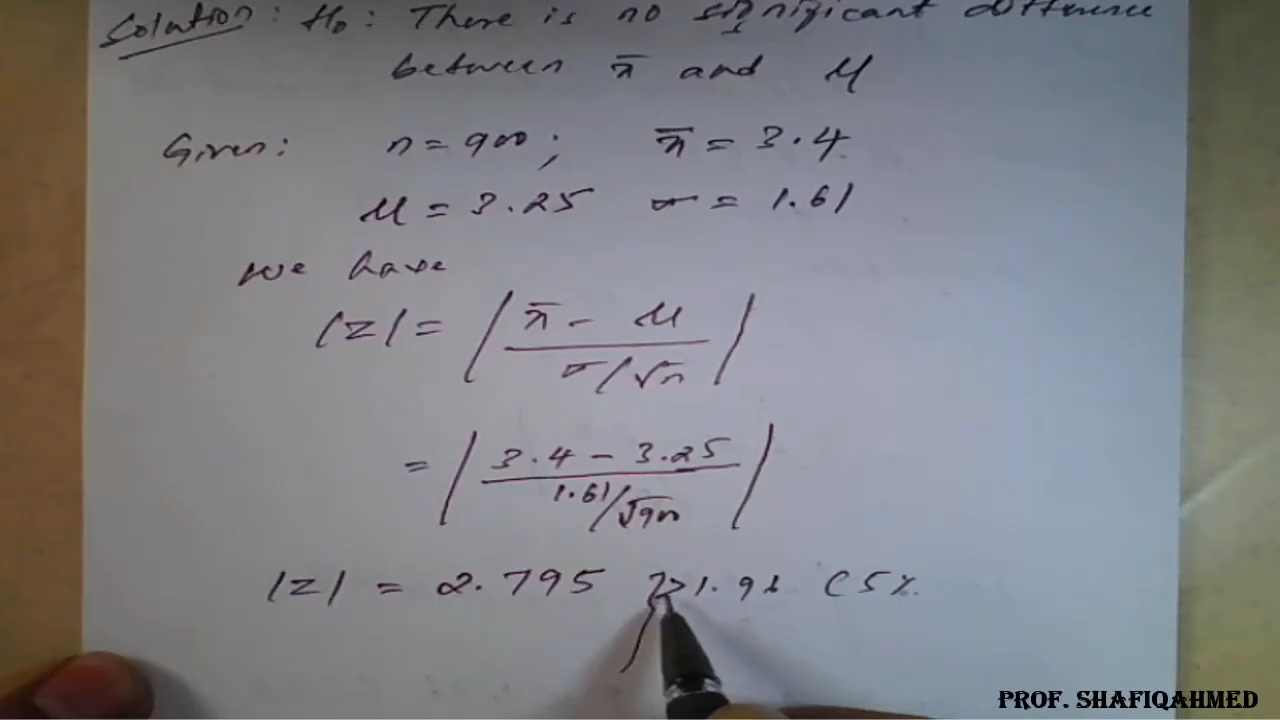 Solution: H₀: There is no significant difference
between x̄ and μ
Given: n = 900; x̄ = 3.4
μ = 3.25 σ = 1.61
we have
|z| = | x̄ - μ / σ/√n |
= | 3.4 - 3.25 / 1.61/√900 |
|z| = 2.795 > 1.96 (5%
PROF. SHAFIQAHMED